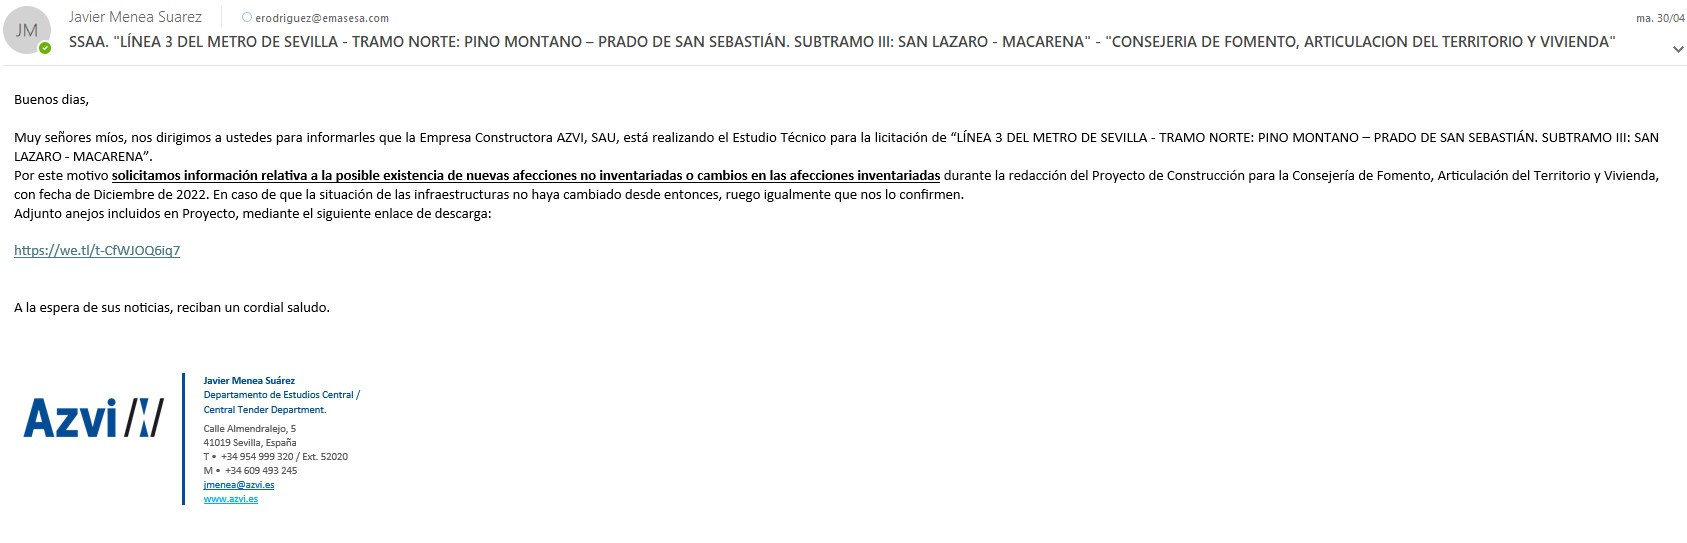 JM
Javier Menea Suarez
erodriguez@emasesa.com
ma. 30/04
SSAA. "LÍNEA 3 DEL METRO DE SEVILLA - TRAMO NORTE: PINO MONTANO – PRADO DE SAN SEBASTIÁN. SUBTRAMO III: SAN LAZARO - MACARENA" - "CONSEJERIA DE FOMENTO, ARTICULACION DEL TERRITORIO Y VIVIENDA"
Buenos dias,
Muy señores míos, nos dirigimos a ustedes para informarles que la Empresa Constructora AZVI, SAU, está realizando el Estudio Técnico para la licitación de “LÍNEA 3 DEL METRO DE SEVILLA - TRAMO NORTE: PINO MONTANO – PRADO DE SAN SEBASTIÁN. SUBTRAMO III: SAN
LAZARO - MACARENA”.
Por este motivo solicitamos información relativa a la posible existencia de nuevas afecciones no inventariadas o cambios en las afecciones inventariadas durante la redacción del Proyecto de Construcción para la Consejería de Fomento, Articulación del Territorio y Vivienda,
con fecha de Diciembre de 2022. En caso de que la situación de las infraestructuras no haya cambiado desde entonces, ruego igualmente que nos lo confirmen.
Adjunto anejos incluidos en Proyecto, mediante el siguiente enlace de descarga:
https://we.tl/t-CfWJOQ6iq7
A la espera de sus noticias, reciban un cordial saludo.
Azvi
Javier Menea Suárez
Departamento de Estudios Central /
Central Tender Department.
Calle Almendralejo, 5
41019 Sevilla, España
T • +34 954 999 320 / Ext. 52020
M • +34 609 493 245
jmenea@azvi.es
www.azvi.es